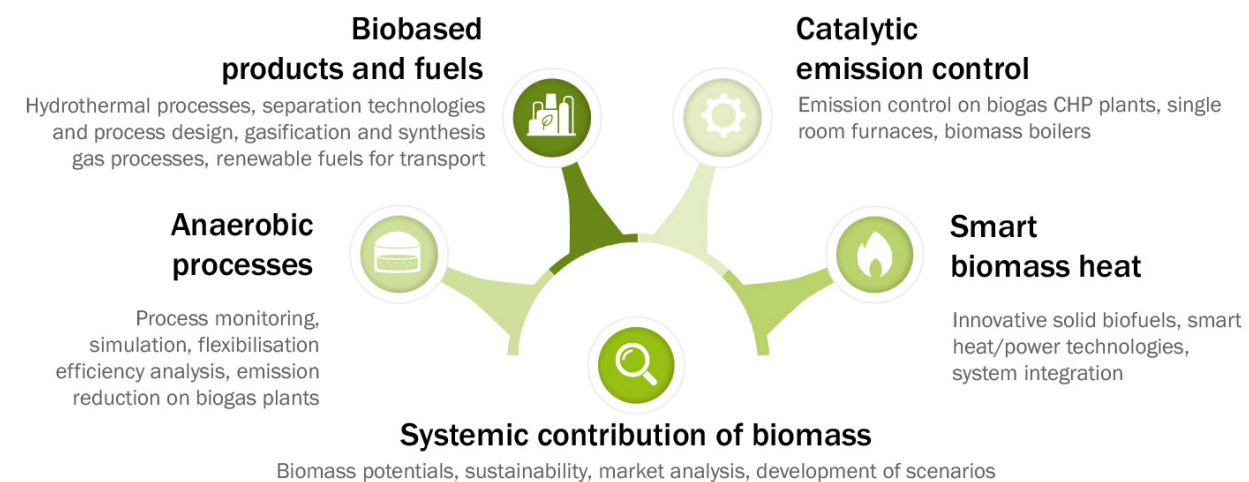 Biobased
products and fuels
Hydrothermal processes, separation technologies
and process design, gasification and synthesis
gas processes, renewable fuels for transport
Catalytic
emission control
Emission control on biogas CHP plants, single
room furnaces, biomass boilers
Anaerobic
processes
Process monitoring,
simulation, flexibilisation
efficiency analysis, emission
reduction on biogas plants
Smart
biomass heat
Innovative solid biofuels, smart
heat/power technologies,
system integration
Systemic contribution of biomass
Biomass potentials, sustainability, market analysis, development of scenarios